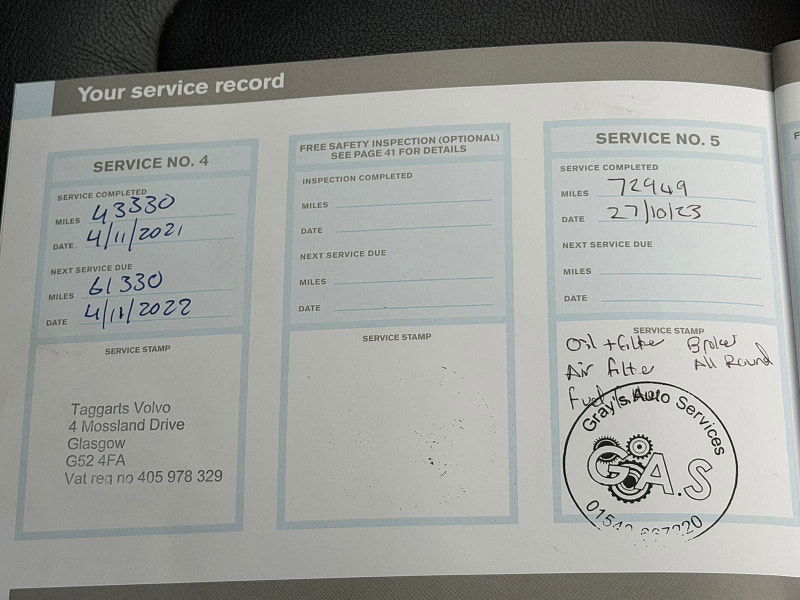 Your service record
SERVICE NO. 4
SERVICE COMPLETED
MILES 43330
DATE 4/11/2021
NEXT SERVICE DUE
MILES 61330
DATE 4/11/2022
SERVICE STAMP
Taggarts Volvo
4 Mossland Drive
Glasgow
G52 4FA
Vat reg no 405 978 329
FREE SAFETY INSPECTION (OPTIONAL)
SEE PAGE 41 FOR DETAILS
INSPECTION COMPLETED
MILES
DATE
NEXT SERVICE DUE
MILES
DATE
SERVICE STAMP
SERVICE NO. 5
SERVICE COMPLETED
MILES 72949
DATE 27/10/23
NEXT SERVICE DUE
MILES
DATE
SERVICE STAMP
Oil + filter
Air filter
Fuel filter
All Round
Gray's Auto Services
G.A.S